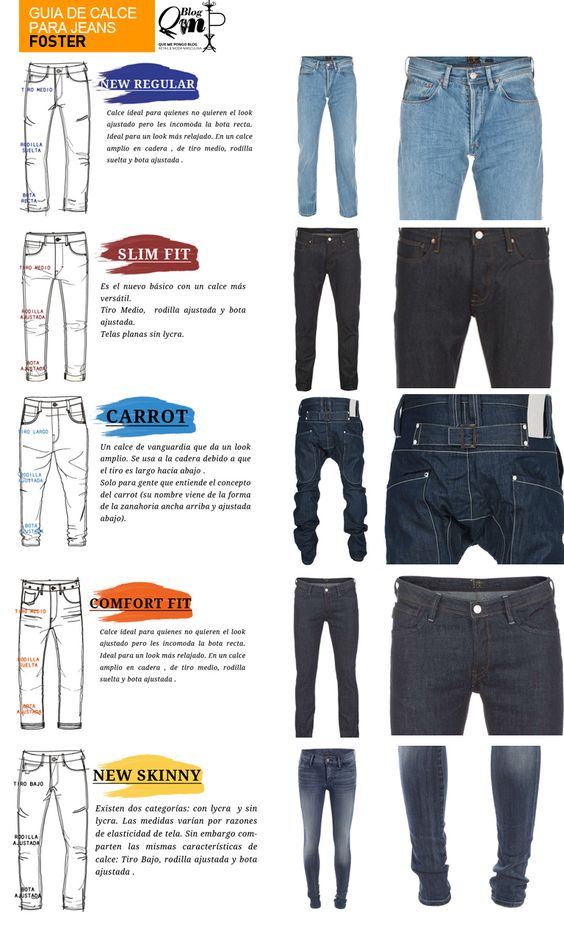 GUIA DE CALCE
PARA JEANS
FOSTER
Blog
Qmp
QUE ME PONGO BLOG
RETAIL & MODA MASCULINA
NEW REGULAR
TIRO MEDIO
RODILLA
SUELTA
BOTA
RECTA
Calce ideal para quienes no quieren el look
ajustado pero les incomoda la bota recta.
Ideal para un look más relajado. En un calce
amplio en cadera , de tiro medio, rodilla
suelta y bota ajustada .
SLIM FIT
TIRO MEDIO
RODILLA
AJUSTADA
BOTA
AJUSTADA
Es el nuevo básico con un calce más
versátil.
Tiro Medio, rodilla ajustada y bota
ajustada.
Telas planas sin lycra.
CARROT
TIRO LARGO
RODILLA
AJUSTADA
BOTA
AJUSTADA
Un calce de vanguardia que da un look
amplio. Se usa a la cadera debido a que
el tiro es largo hacia abajo .
Solo para gente que entiende el concepto
del carrot (su nombre viene de la forma
de la zanahoria ancha arriba y ajustada
abajo).
COMFORT FIT
TIRO MEDIO
RODILLA
SUELTA
BOTA
AJUSTADA
Calce ideal para quienes no quieren el look
ajustado pero les incomoda la bota recta.
Ideal para un look más relajado. En un calce
amplio en cadera , de tiro medio, rodilla
suelta y bota ajustada .
NEW SKINNY
TIRO BAJO
RODILLA
AJUSTADA
BOTA
AJUSTADA
Existen dos categorías: con lycra y sin
lycra. Las medidas varían por razones
de elasticidad de tela. Sin embargo com-
parten las mismas características de
calce: Tiro Bajo, rodilla ajustada y bota
ajustada .